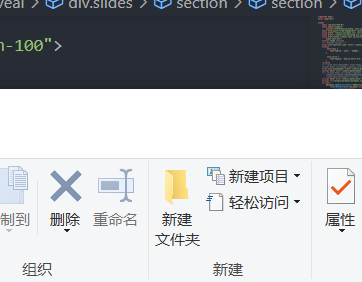 veal > div.slides > section > section >
n-100">
新建项目
轻松访问
制到 删除 重命名 新建 属性
文件夹
组织 新建